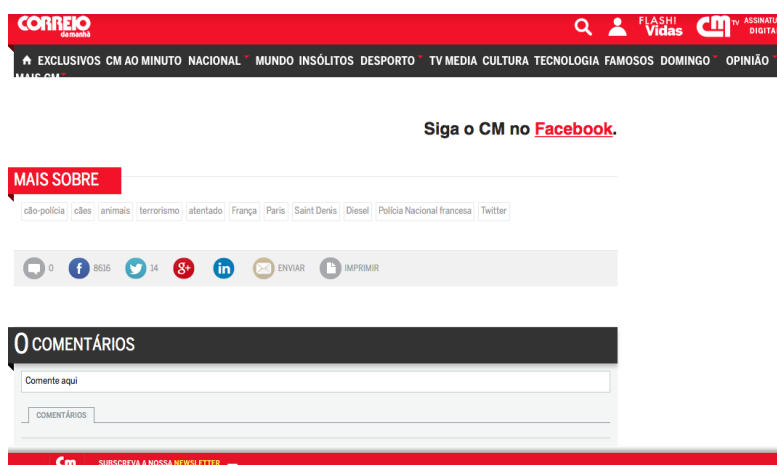 CORREIO
da manhã
FLASH!
Vidas
CM TV
ASSINATU
DIGITA
EXCLUSIVOS CM AO MINUTO NACIONAL MUNDO INSÓLITOS DESPORTO TV MEDIA CULTURA TECNOLOGIA FAMOSOS DOMINGO OPINIÃO
MAIS CM
Siga o CM no Facebook.
MAIS SOBRE
cão-polícia cães animais terrorismo atentado França Paris Saint Denis Diesel Polícia Nacional francesa Twitter
0 f 8616 14 g+ in ENVIAR IMPRIMIR
0 COMENTÁRIOS
Comente aqui
COMENTÁRIOS
Cm SUBSCREVA A NOSSA NEWSLETTER